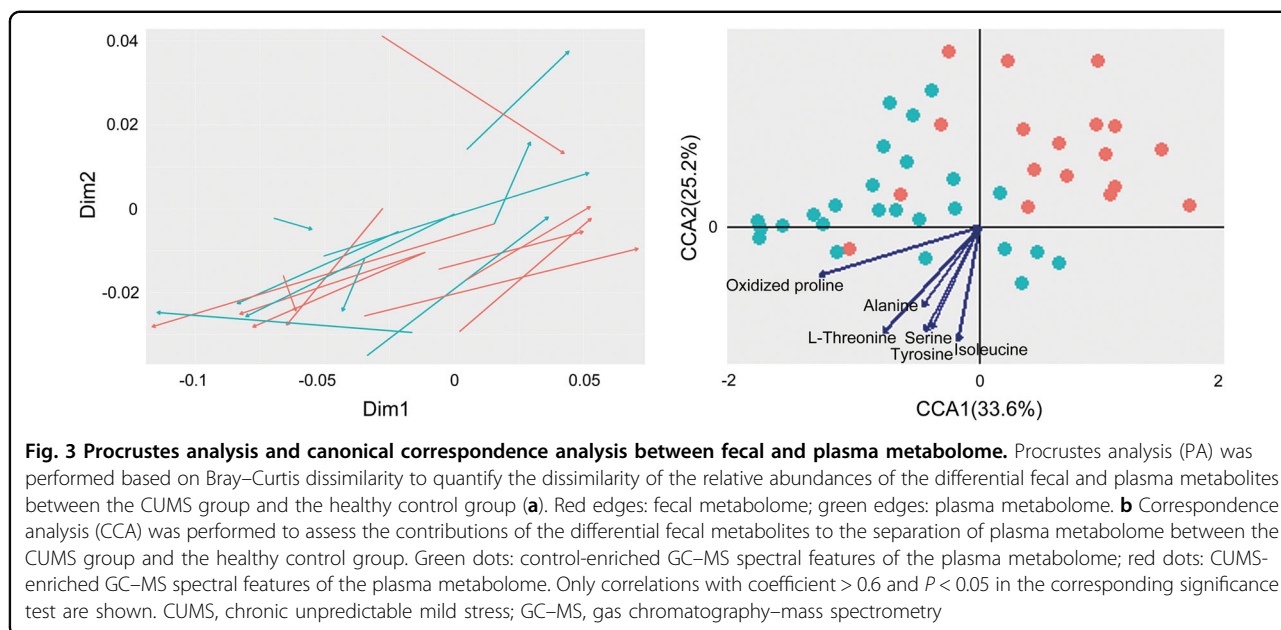 0.04
0.02
0
-0.02
Dim2
-0.1
-0.05
0
0.05
Dim1
CCA2(25.2%)
0
Oxidized proline
Alanine
L-Threonine
Serine
Tyrosine
Isoleucine
-2
0
2
CCA1(33.6%)
Fig. 3 Procrustes analysis and canonical correspondence analysis between fecal and plasma metabolome. Procrustes analysis (PA) was
performed based on Bray–Curtis dissimilarity to quantify the dissimilarity of the relative abundances of the differential fecal and plasma metabolites
between the CUMS group and the healthy control group (a). Red edges: fecal metabolome; green edges: plasma metabolome. b Correspondence
analysis (CCA) was performed to assess the contributions of the differential fecal metabolites to the separation of plasma metabolome between the
CUMS group and the healthy control group. Green dots: control-enriched GC–MS spectral features of the plasma metabolome; red dots: CUMS-
enriched GC–MS spectral features of the plasma metabolome. Only correlations with coefficient > 0.6 and P < 0.05 in the corresponding significance
test are shown. CUMS, chronic unpredictable mild stress; GC–MS, gas chromatography–mass spectrometry